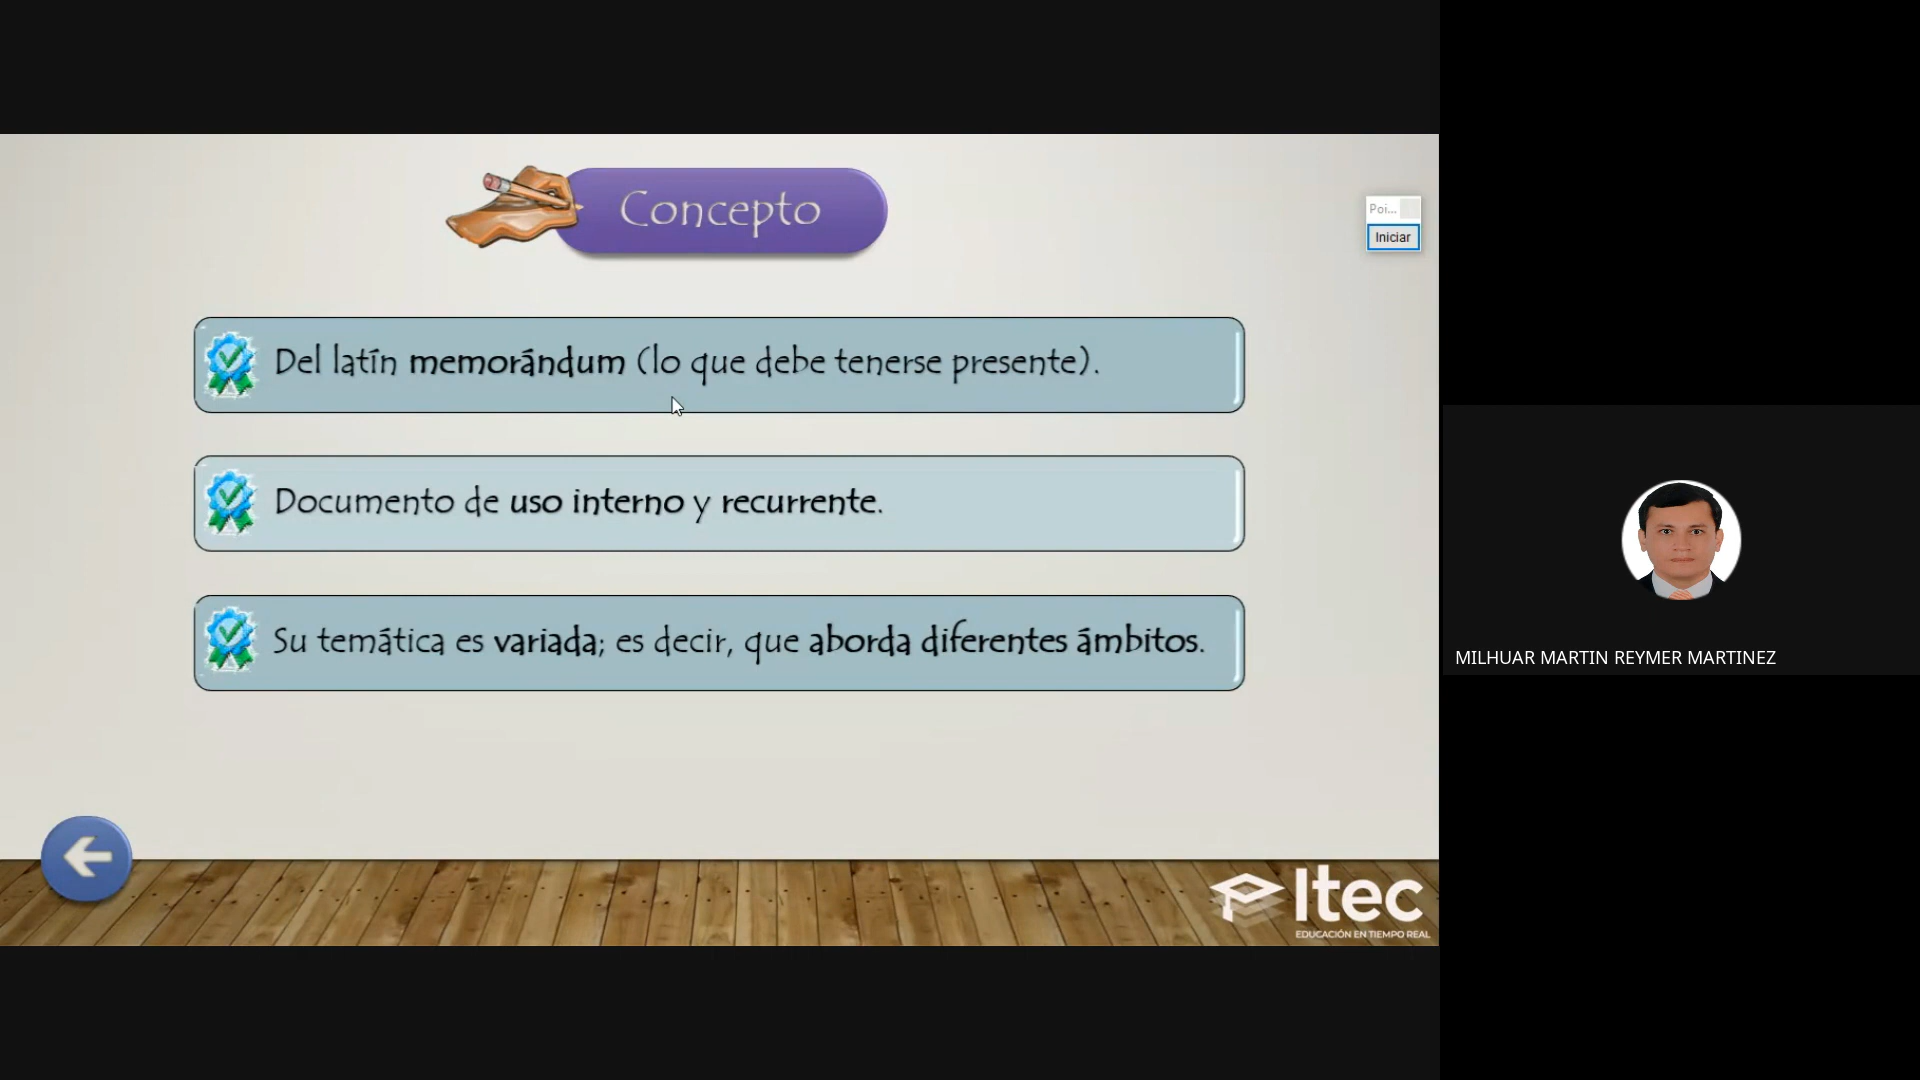 Concepto
Poi...
Iniciar
Del latín memorándum (lo que debe tenerse presente).
Documento de uso interno y recurrente.
Su temática es variada; es decir, que aborda diferentes ámbitos.
MILHUAR MARTIN REYMER MARTINEZ
Itec
EDUCACIÓN EN TIEMPO REAL